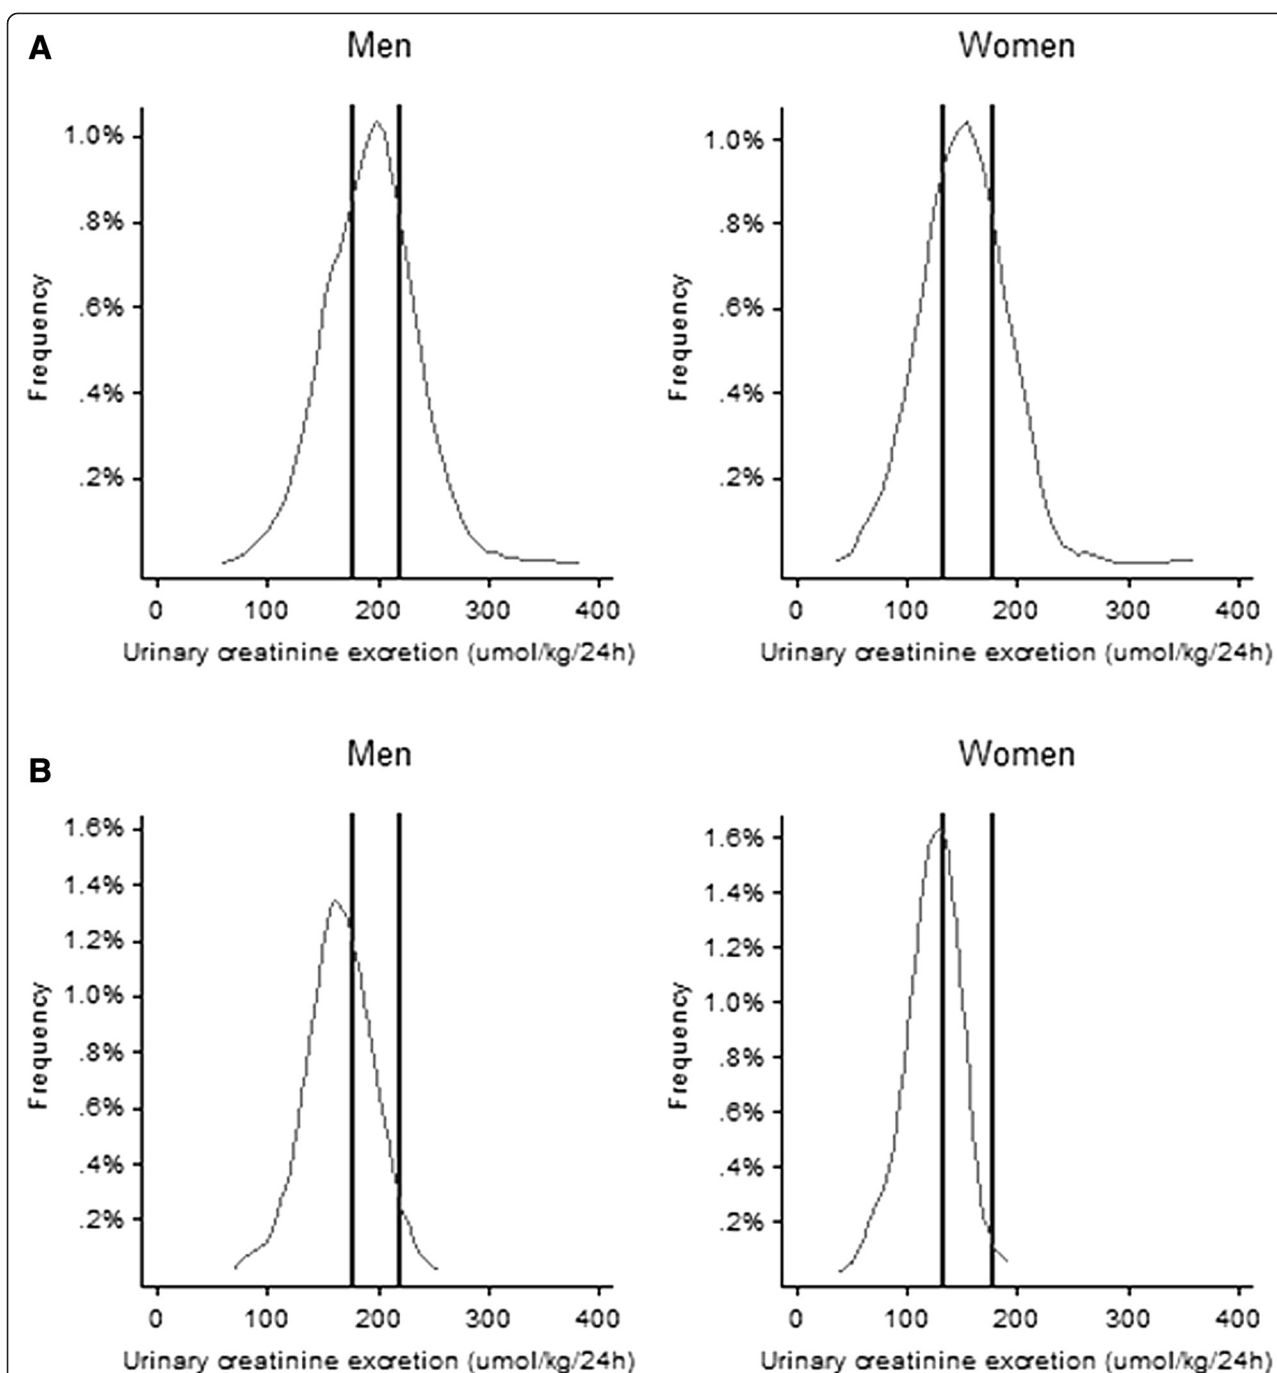 A
Men
Women
1.0%
.8%
.6%
.4%
.2%
Frequency
0 100 200 300 400
Urinary creatinine excretion (umol/kg/24h)
1.0%
.8%
.6%
.4%
.2%
Frequency
0 100 200 300 400
Urinary creatinine excretion (umol/kg/24h)
B
Men
Women
1.6%
1.4%
1.2%
1.0%
.8%
.6%
.4%
.2%
Frequency
0 100 200 300 400
Urinary creatinine excretion (umol/kg/24h)
1.6%
1.4%
1.2%
1.0%
.8%
.6%
.4%
.2%
Frequency
0 100 200 300 400
Urinary creatinine excretion (umol/kg/24h)